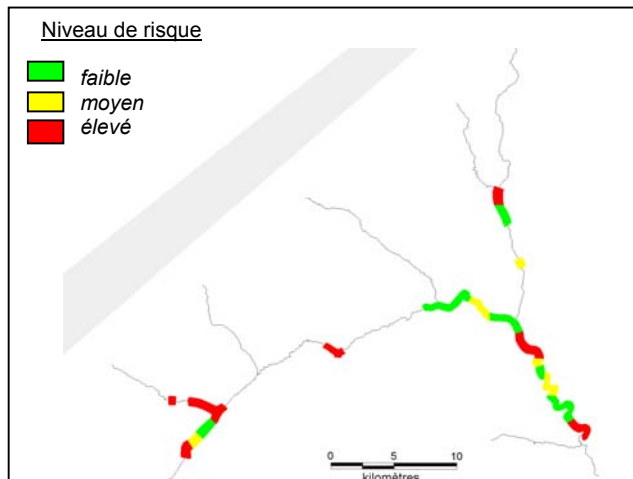 Niveau de risque
faible
moyen
élevé
0 5 10
kilomètres